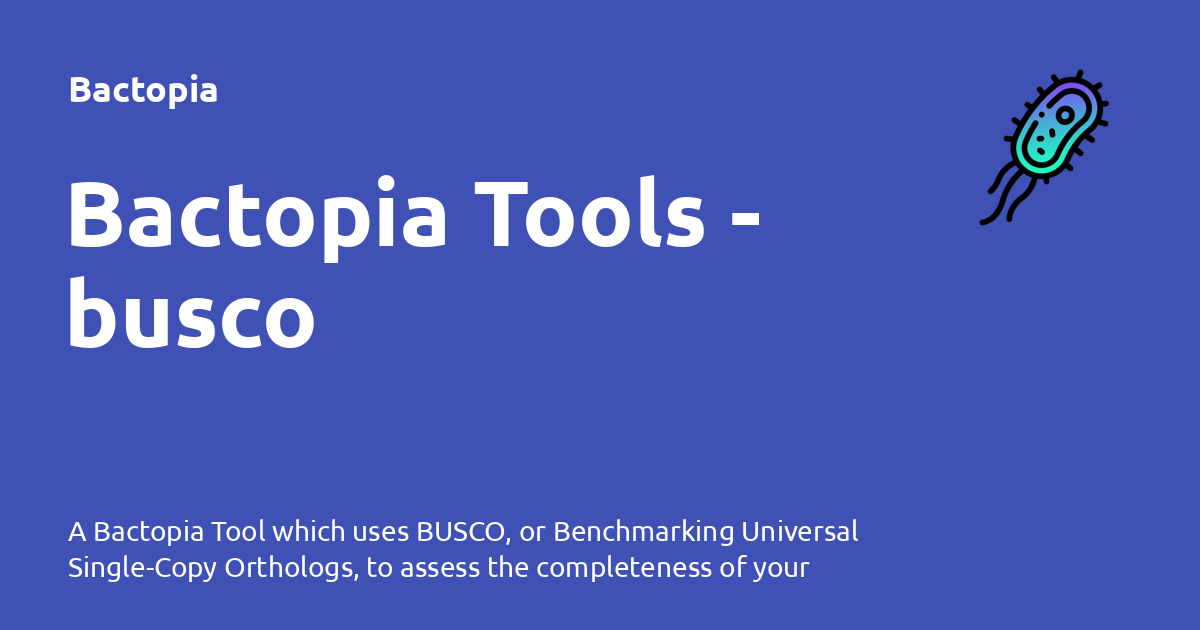 Bactopia
Bactopia Tools -
busco
A Bactopia Tool which uses BUSCO, or Benchmarking Universal
Single-Copy Orthologs, to assess the completeness of your